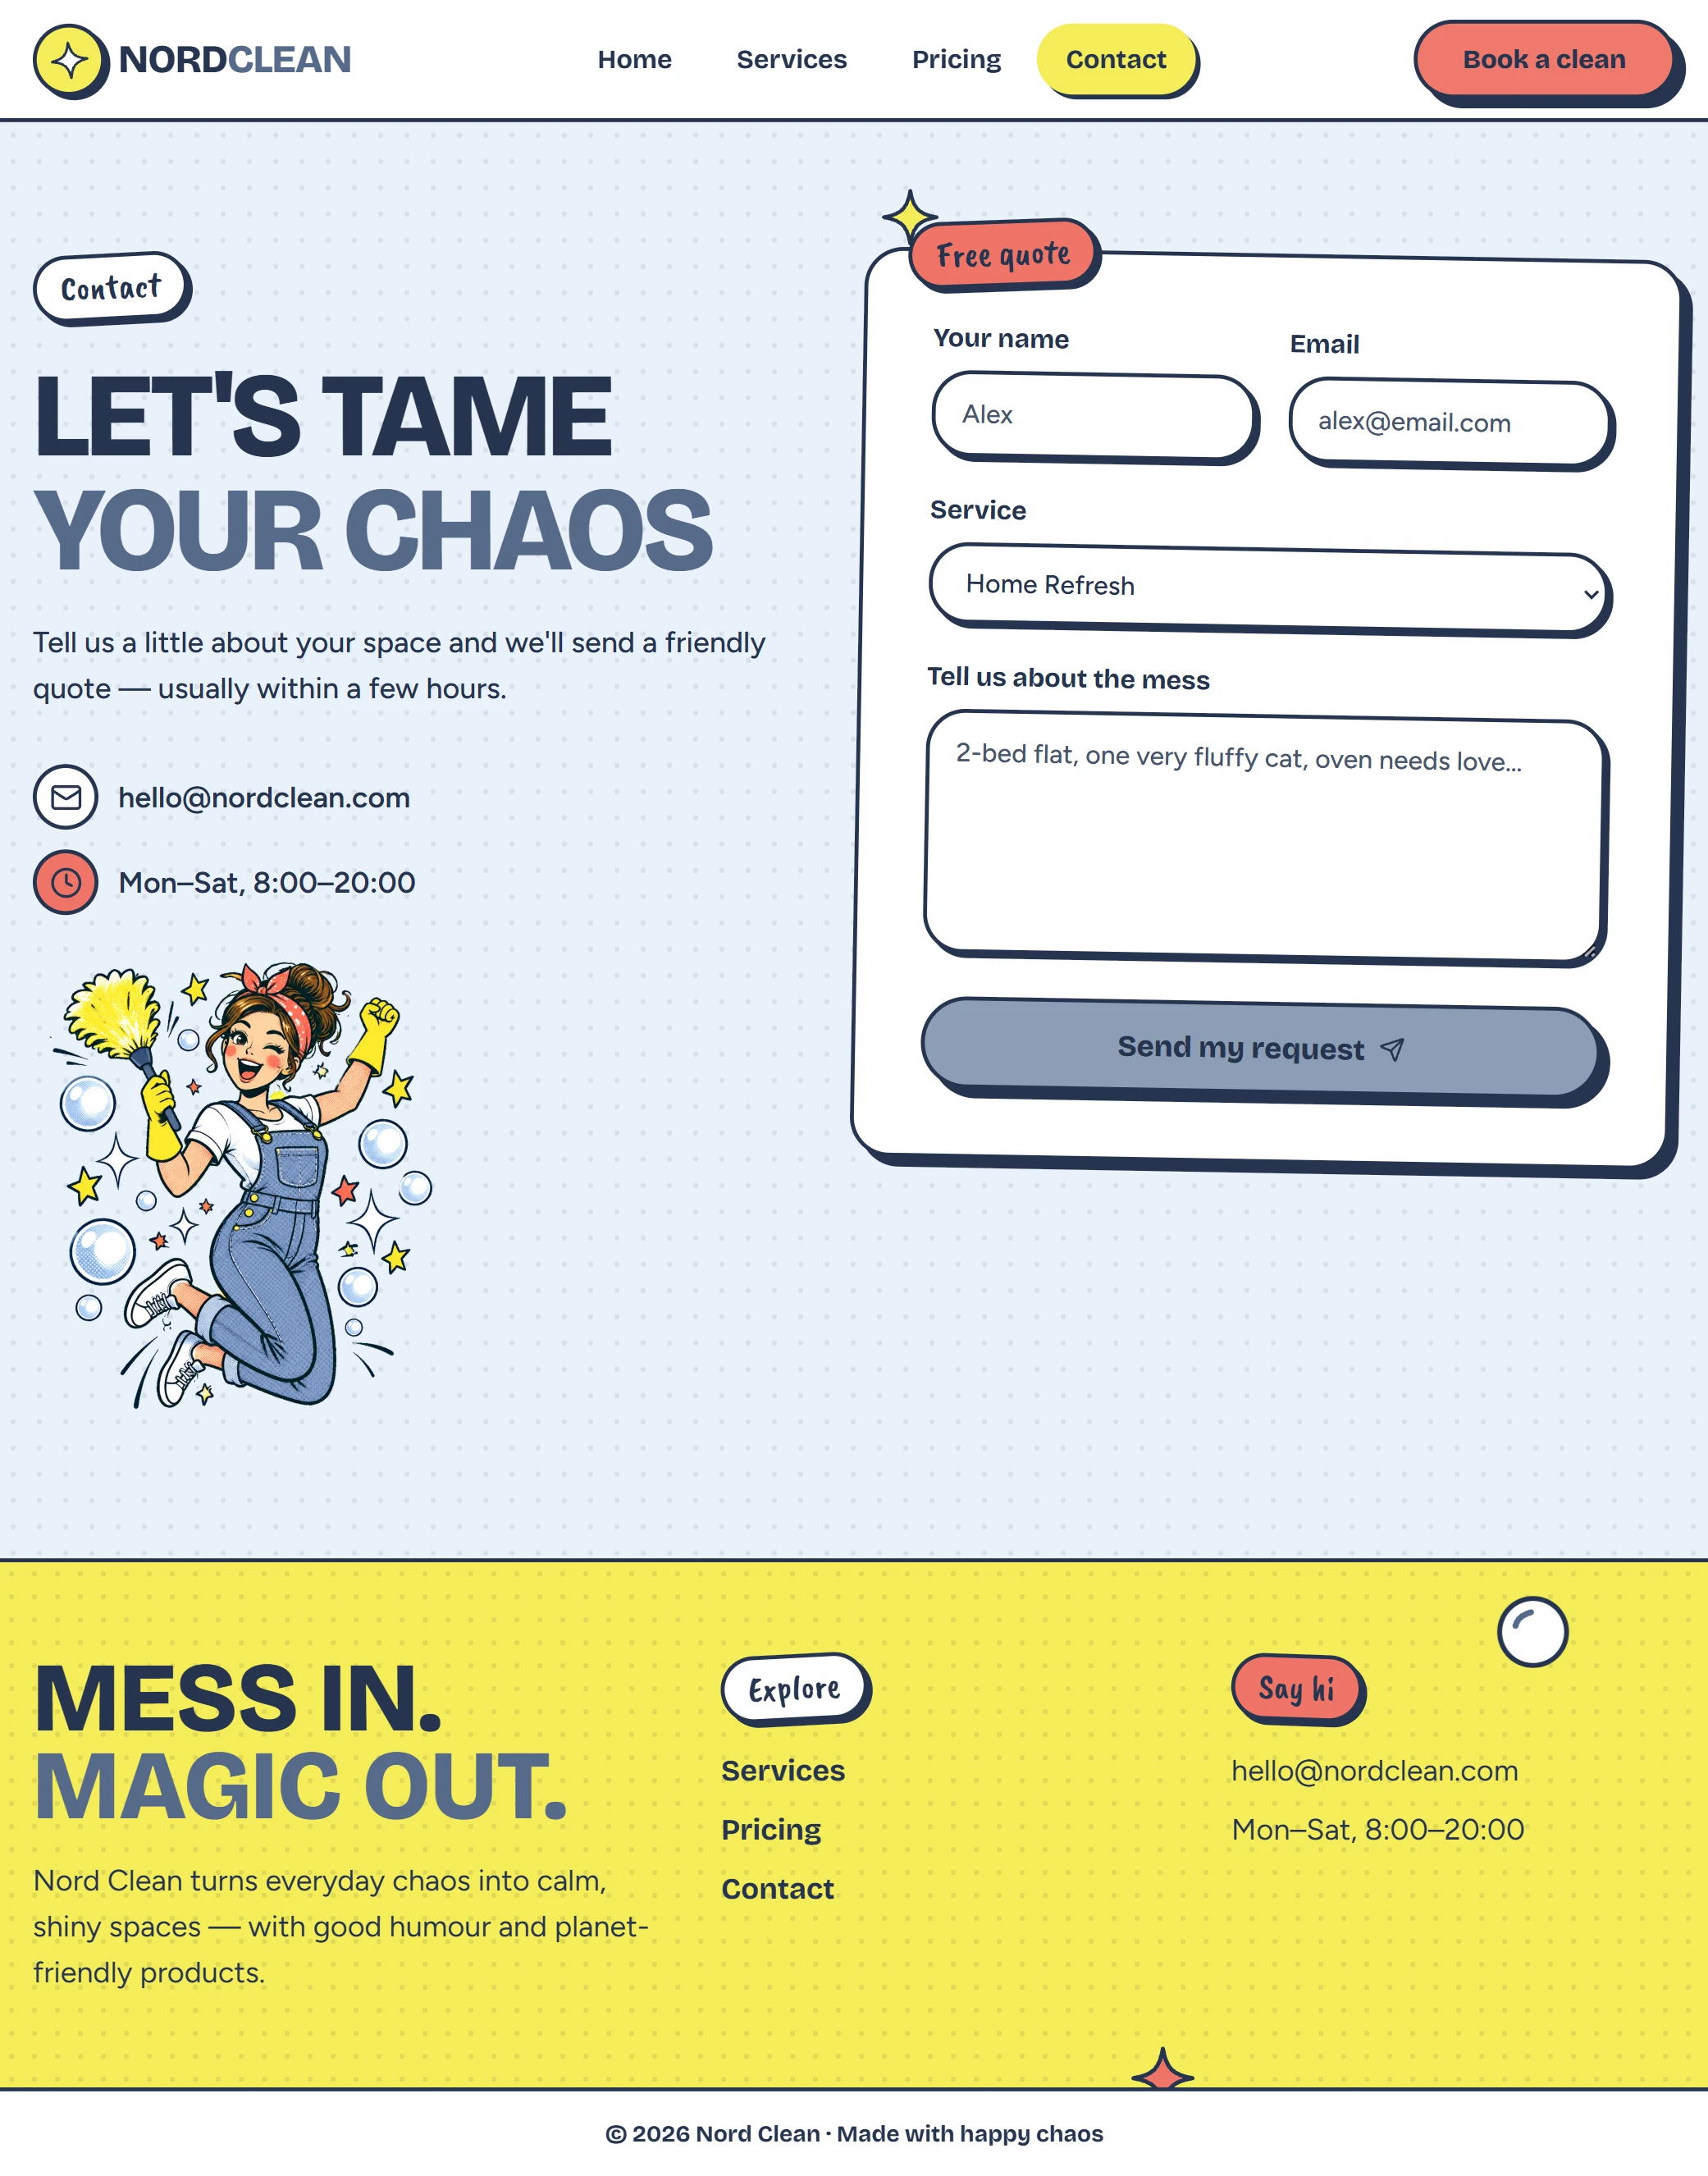 NORDCLEAN
Home
Services
Pricing
Contact
Book a clean
Contact
LET'S TAME
YOUR CHAOS
Tell us a little about your space and we'll send a friendly
quote — usually within a few hours.
hello@nordclean.com
Mon–Sat, 8:00–20:00
Free quote
Your name
Email
Alex
alex@email.com
Service
Home Refresh
Tell us about the mess
2-bed flat, one very fluffy cat, oven needs love...
Send my request
MESS IN.
MAGIC OUT.
Nord Clean turns everyday chaos into calm,
shiny spaces — with good humour and planet-
friendly products.
Explore
Services
Pricing
Contact
Say hi
hello@nordclean.com
Mon–Sat, 8:00–20:00
© 2026 Nord Clean · Made with happy chaos